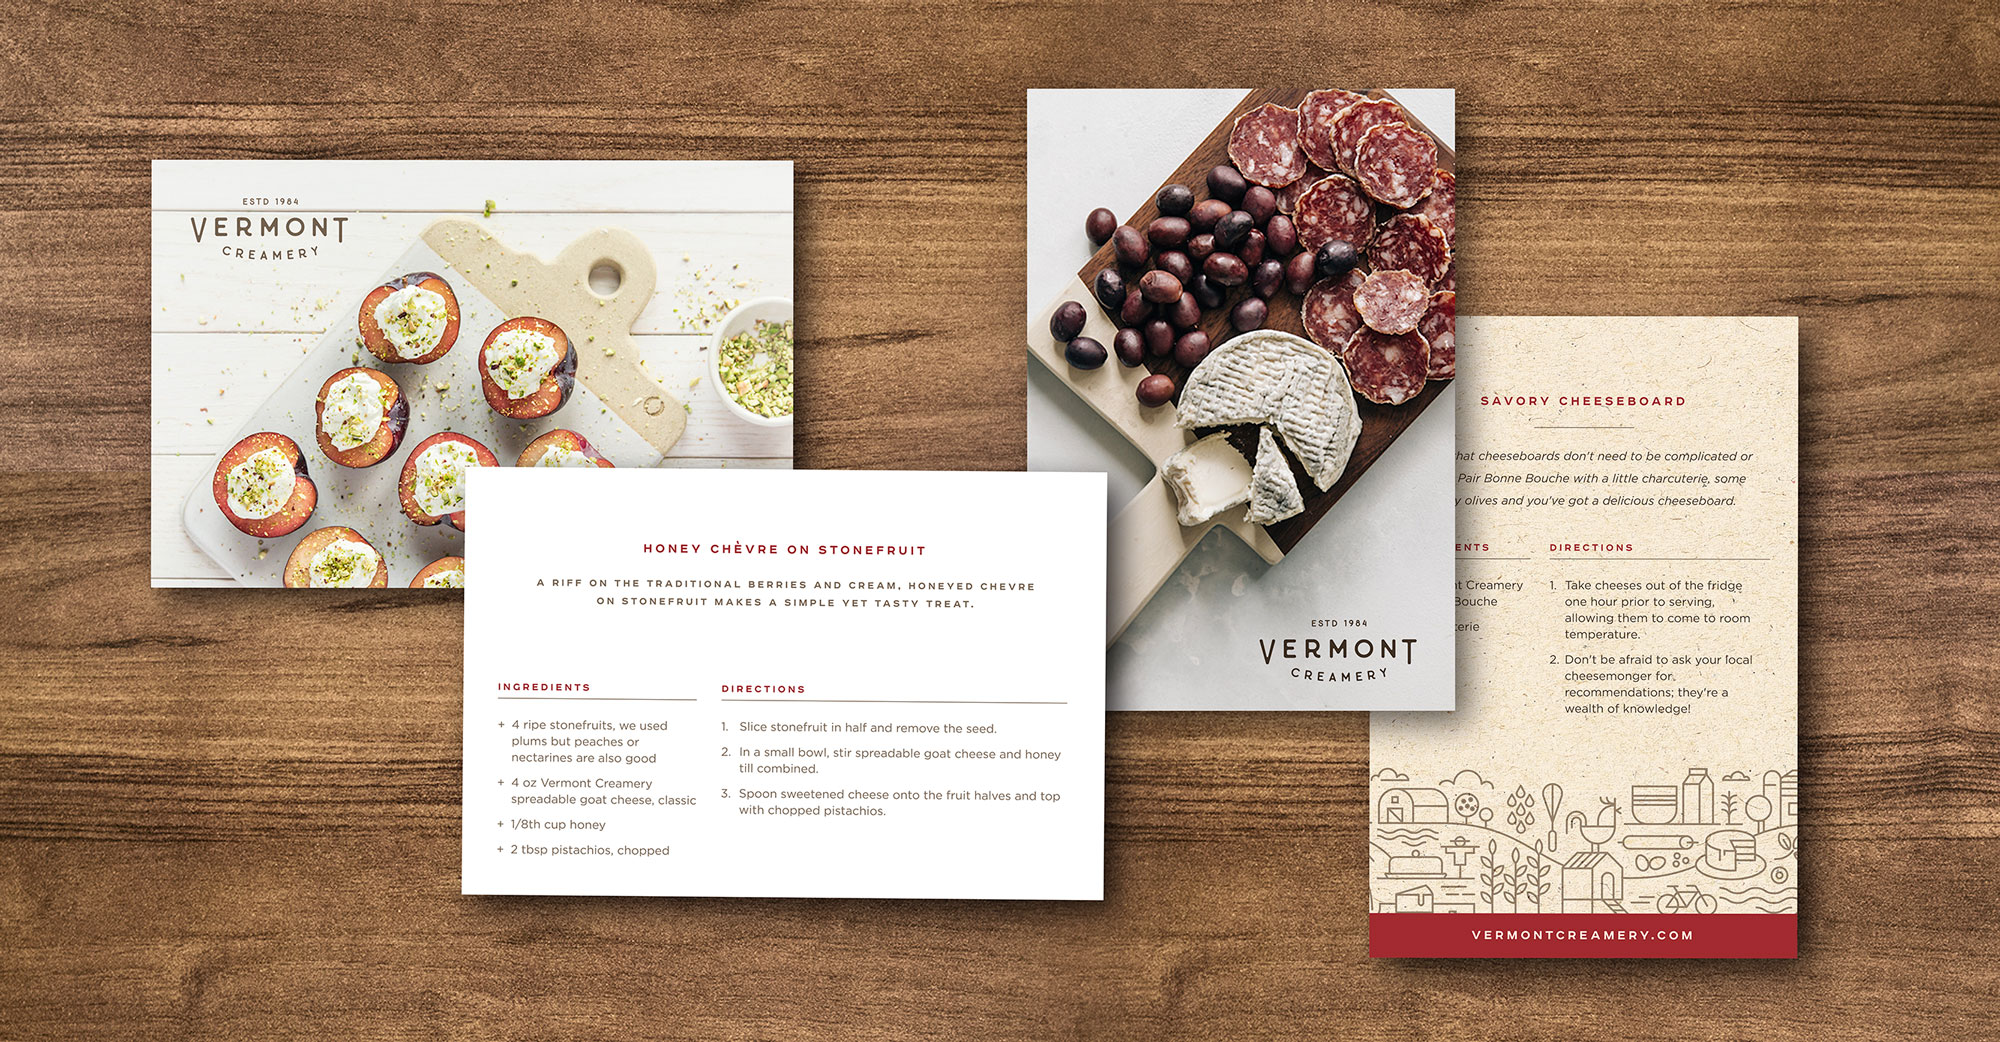 ESTD 1984
VERMONT
CREAMERY
HONEY CHÈVRE ON STONEFRUIT
A RIFF ON THE TRADITIONAL BERRIES AND CREAM, HONEYED CHEVRE
ON STONEFRUIT MAKES A SIMPLE YET TASTY TREAT.
INGREDIENTS
+ 4 ripe stonefruits, we used
plums but peaches or
nectarines are also good
+ 4 oz Vermont Creamery
spreadable goat cheese, classic
+ 1/8th cup honey
+ 2 tbsp pistachios, chopped
DIRECTIONS
1. Slice stonefruit in half and remove the seed.
2. In a small bowl, stir spreadable goat cheese and honey
till combined.
3. Spoon sweetened cheese onto the fruit halves and top
with chopped pistachios.
ESTD 1984
VERMONT
CREAMERY
SAVORY CHEESEBOARD
cheeseboards don't need to be complicated or
Pair Bonne Bouche with a little charcuterie, some
olives and you've got a delicious cheeseboard.
DIRECTIONS
Creamery
Bouche
1. Take cheeses out of the fridge
one hour prior to serving,
allowing them to come to room
temperature.
2. Don't be afraid to ask your local
cheesemonger for
recommendations; they're a
wealth of knowledge!
VERMONTCREAMERY.COM